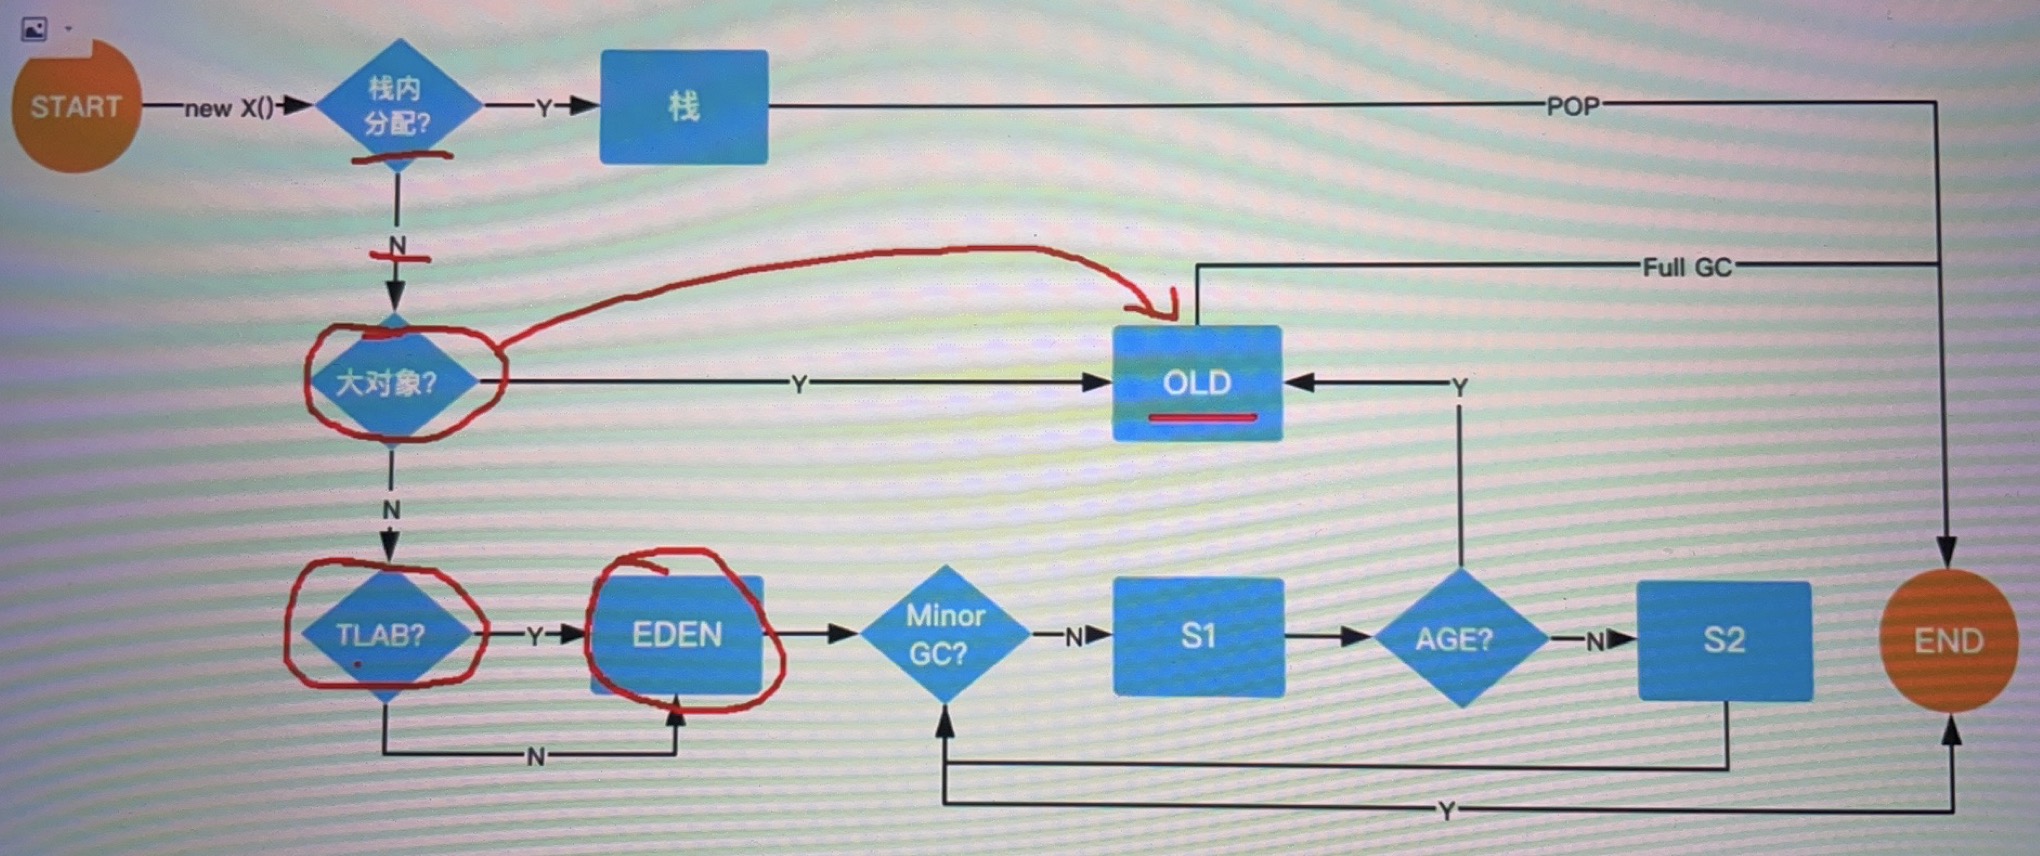 START
new X()
栈内
分配?
Y
栈
POP
N
Full GC
大对象?
Y
OLD
Y
N
TLAB?
Y
EDEN
Minor
GC?
N
S1
AGE?
N
S2
END
N
Y